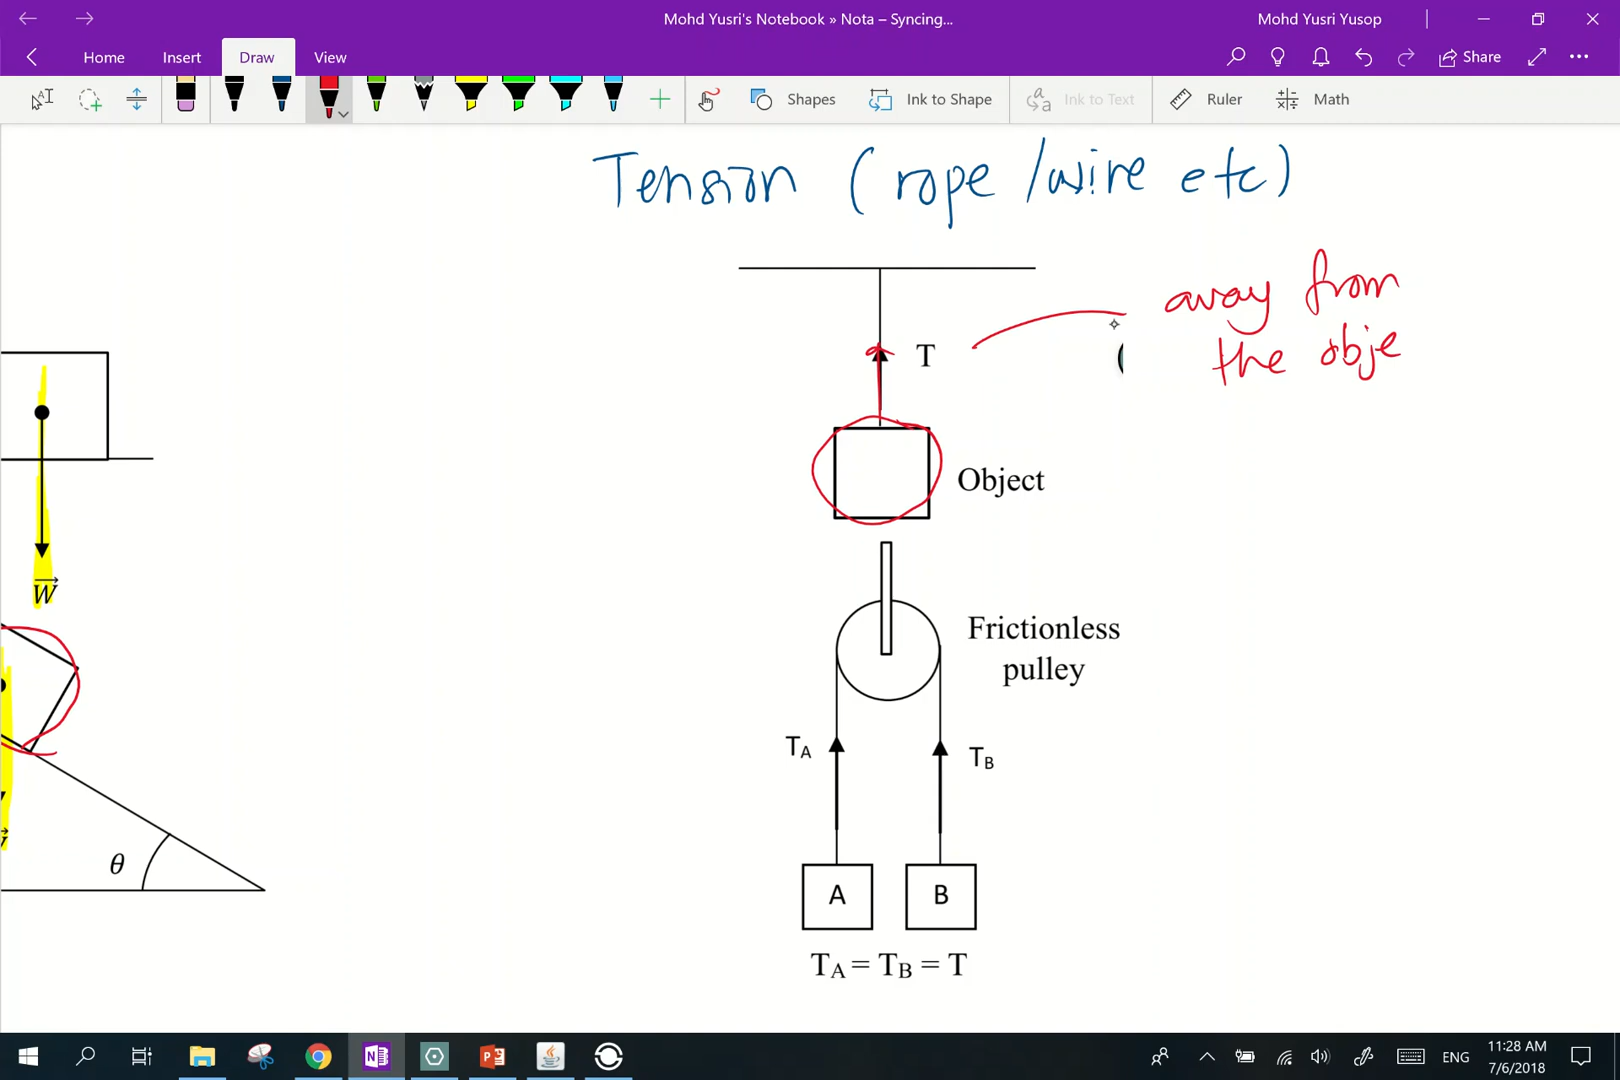 Mohd Yusri's Notebook » Nota – Syncing...
Mohd Yusri Yusop
Home
Insert
Draw
View
Share
Shapes
Ink to Shape
Ink to Text
Ruler
Math
Tension (rope / wire etc)
away from
the obje
T
Object
W
Frictionless
pulley
TA
TB
θ
A
B
TA = TB = T
ENG
11:28 AM
7/6/2018